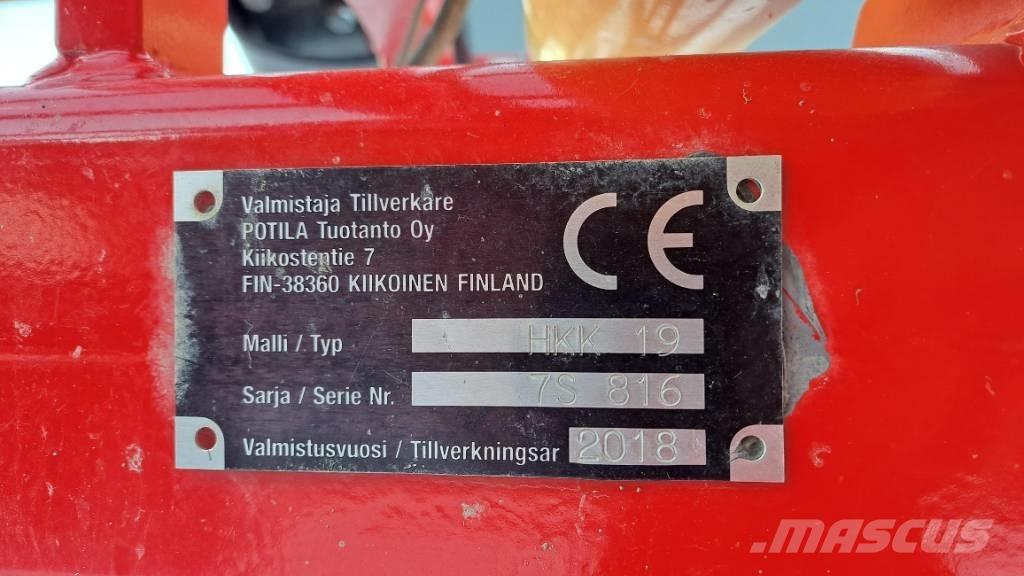 Valmistaja Tillverkare
POTILA Tuotanto Oy
Kiikostentie 7
FIN-38360 KIIKOINEN FINLAND
CE
Malli / Typ HKK 19
Sarja / Serie Nr. 7S 816
Valmistusvuosi / Tillverkningsår 2018
MASCUS